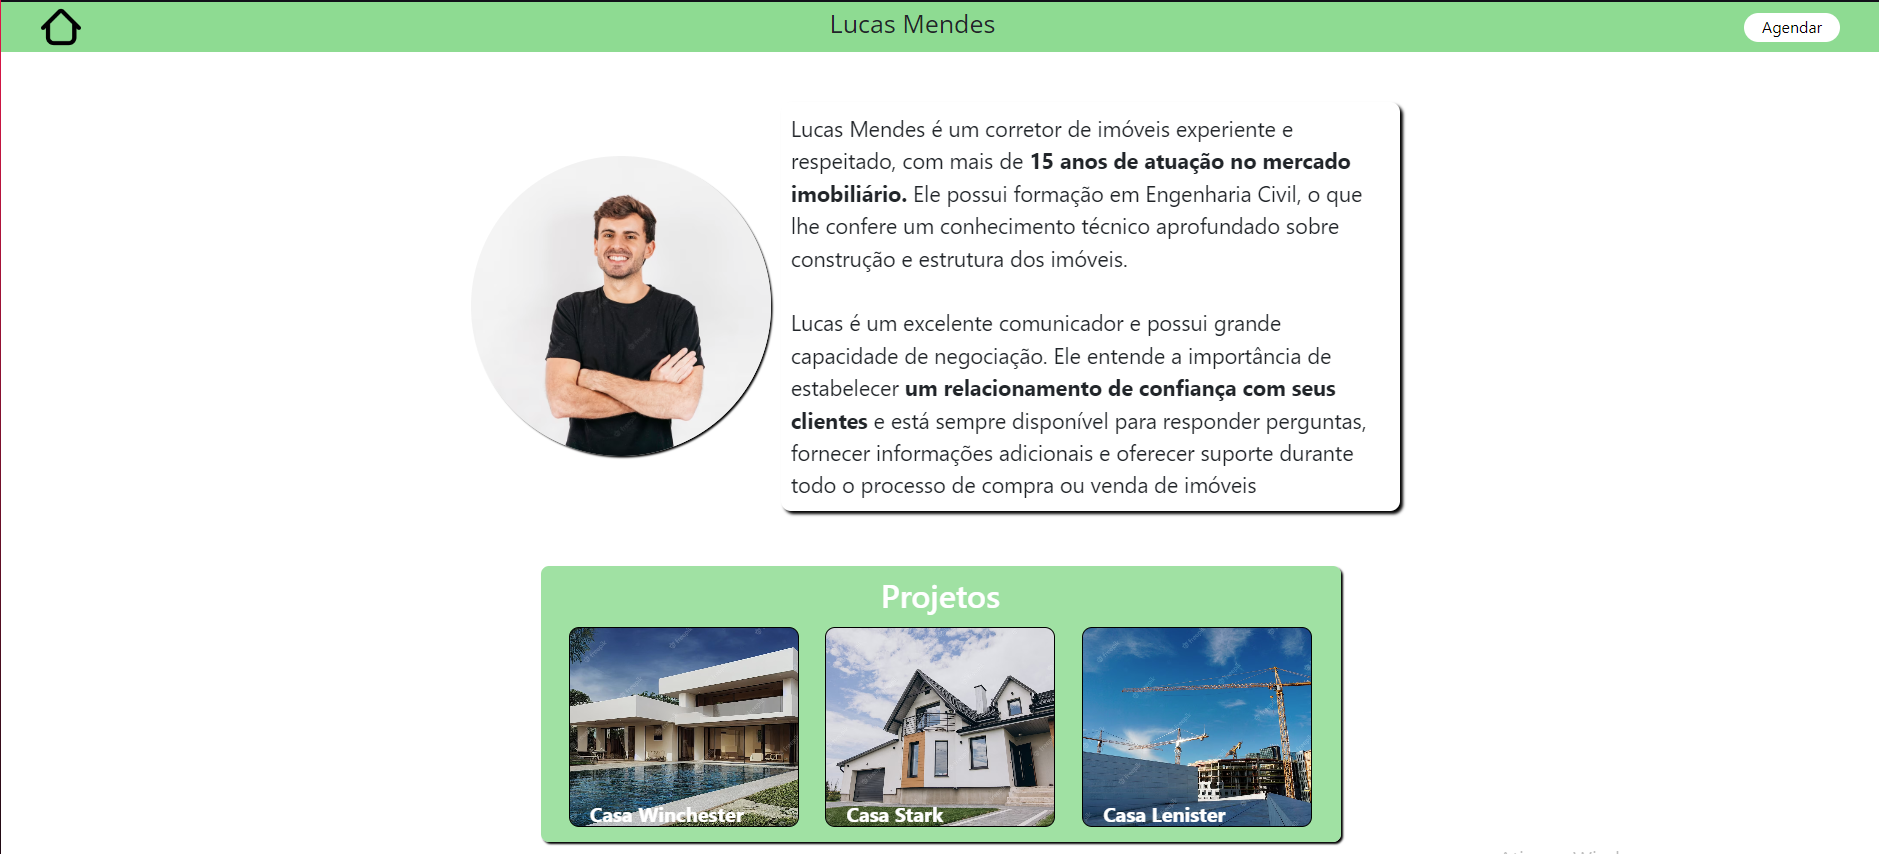 Lucas Mendes
Agendar
Lucas Mendes é um corretor de imóveis experiente e
respeitado, com mais de 15 anos de atuação no mercado
imobiliário. Ele possui formação em Engenharia Civil, o que
lhe confere um conhecimento técnico aprofundado sobre
construção e estrutura dos imóveis.
Lucas é um excelente comunicador e possui grande
capacidade de negociação. Ele entende a importância de
estabelecer um relacionamento de confiança com seus
clientes e está sempre disponível para responder perguntas,
fornecer informações adicionais e oferecer suporte durante
todo o processo de compra ou venda de imóveis
Projetos
Casa Winchester
Casa Stark
Casa Lenister